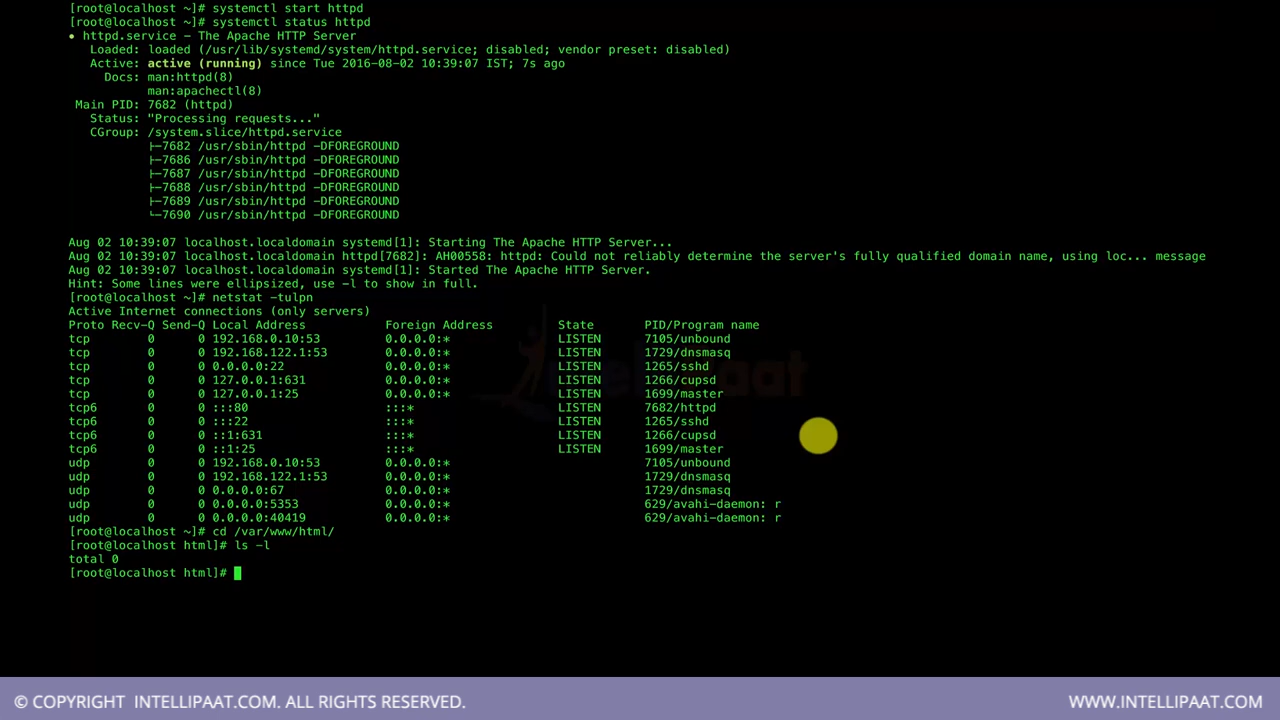 [root@localhost ~]# systemctl start httpd
[root@localhost ~]# systemctl status httpd
● httpd.service - The Apache HTTP Server
   Loaded: loaded (/usr/lib/systemd/system/httpd.service; disabled; vendor preset: disabled)
   Active: active (running) since Tue 2016-08-02 10:39:07 IST; 7s ago
     Docs: man:httpd(8)
           man:apachectl(8)
 Main PID: 7682 (httpd)
   Status: "Processing requests..."
   CGroup: /system.slice/httpd.service
           ├─7682 /usr/sbin/httpd -DFOREGROUND
           ├─7686 /usr/sbin/httpd -DFOREGROUND
           ├─7687 /usr/sbin/httpd -DFOREGROUND
           ├─7688 /usr/sbin/httpd -DFOREGROUND
           ├─7689 /usr/sbin/httpd -DFOREGROUND
           └─7690 /usr/sbin/httpd -DFOREGROUND
Aug 02 10:39:07 localhost.localdomain systemd[1]: Starting The Apache HTTP Server...
Aug 02 10:39:07 localhost.localdomain httpd[7682]: AH00558: httpd: Could not reliably determine the server's fully qualified domain name, using loc... message
Aug 02 10:39:07 localhost.localdomain systemd[1]: Started The Apache HTTP Server.
Hint: Some lines were ellipsized, use -l to show in full.
[root@localhost ~]# netstat -tulpn
Active Internet connections (only servers)
Proto Recv-Q Send-Q Local Address           Foreign Address         State       PID/Program name
tcp        0      0 192.168.0.10:53         0.0.0.0:*               LISTEN      7105/unbound
tcp        0      0 192.168.122.1:53        0.0.0.0:*               LISTEN      1729/dnsmasq
tcp        0      0 0.0.0.0:22              0.0.0.0:*               LISTEN      1265/sshd
tcp        0      0 127.0.0.1:631           0.0.0.0:*               LISTEN      1266/cupsd
tcp        0      0 127.0.0.1:25            0.0.0.0:*               LISTEN      1699/master
tcp6       0      0 :::80                   :::*                    LISTEN      7682/httpd
tcp6       0      0 :::22                   :::*                    LISTEN      1265/sshd
tcp6       0      0 ::1:631                 :::*                    LISTEN      1266/cupsd
tcp6       0      0 ::1:25                  :::*                    LISTEN      1699/master
udp        0      0 192.168.0.10:53         0.0.0.0:*                           7105/unbound
udp        0      0 192.168.122.1:53        0.0.0.0:*                           1729/dnsmasq
udp        0      0 0.0.0.0:67              0.0.0.0:*                           1729/dnsmasq
udp        0      0 0.0.0.0:5353            0.0.0.0:*                           629/avahi-daemon: r
udp        0      0 0.0.0.0:40419           0.0.0.0:*                           629/avahi-daemon: r
[root@localhost ~]# cd /var/www/html/
[root@localhost html]# ls -l
total 0
[root@localhost html]#
© COPYRIGHT INTELLIPAAT.COM. ALL RIGHTS RESERVED.
WWW.INTELLIPAAT.COM